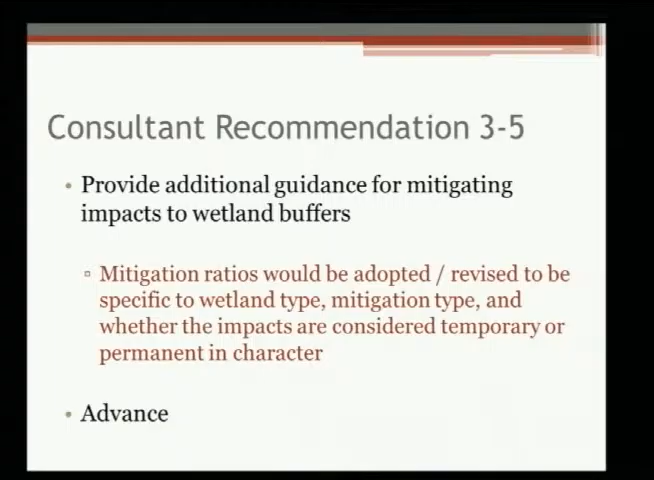 Consultant Recommendation 3-5
• Provide additional guidance for mitigating
impacts to wetland buffers
▫ Mitigation ratios would be adopted / revised to be
specific to wetland type, mitigation type, and
whether the impacts are considered temporary or
permanent in character
• Advance